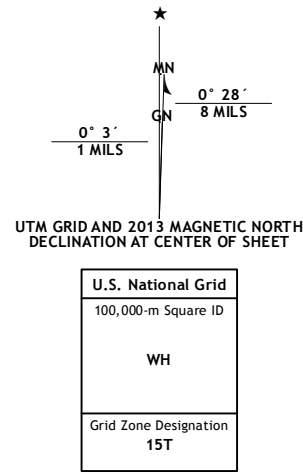 ★
MN
0° 28´
8 MILS
GN
0° 3´
1 MILS
UTM GRID AND 2013 MAGNETIC NORTH
DECLINATION AT CENTER OF SHEET
U.S. National Grid
100,000-m Square ID
WH
Grid Zone Designation
15T